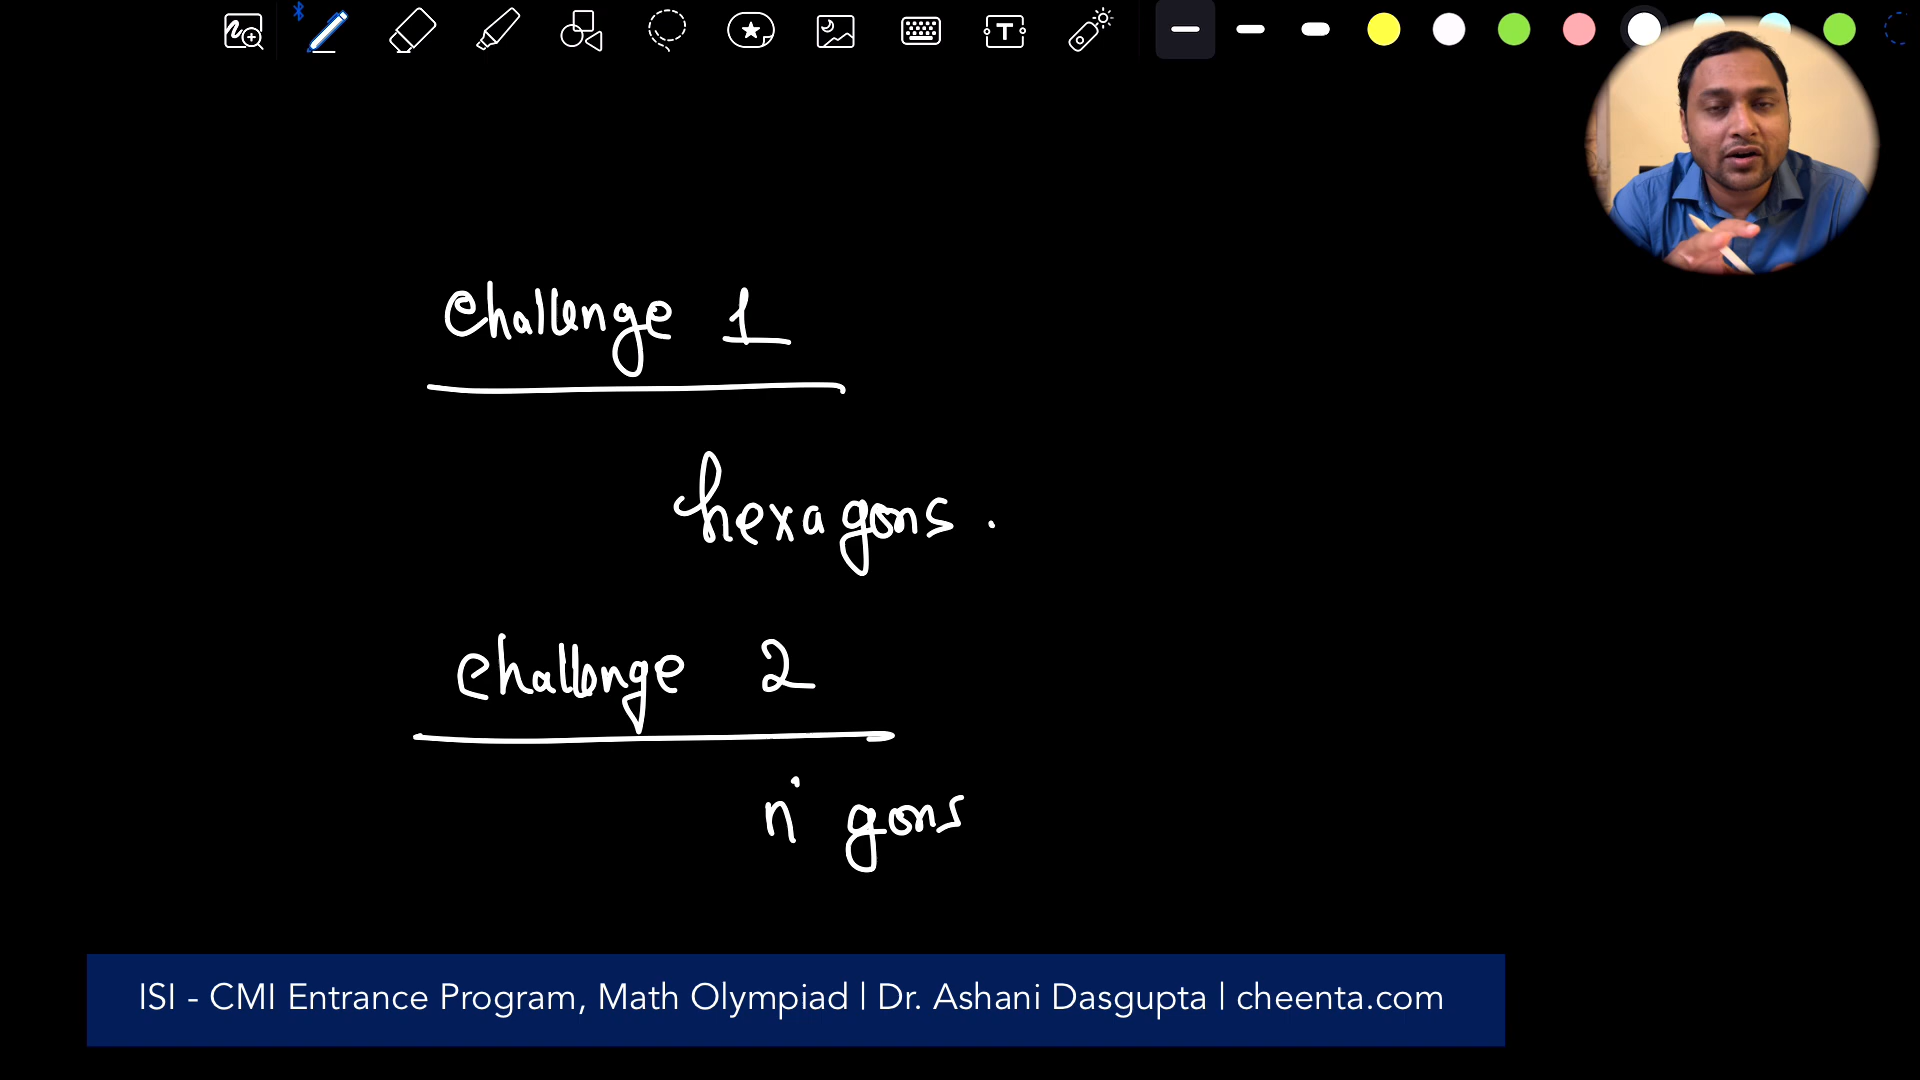 challenge 1
hexagons.
challenge 2
n gons
ISI - CMI Entrance Program, Math Olympiad | Dr. Ashani Dasgupta | cheenta.com